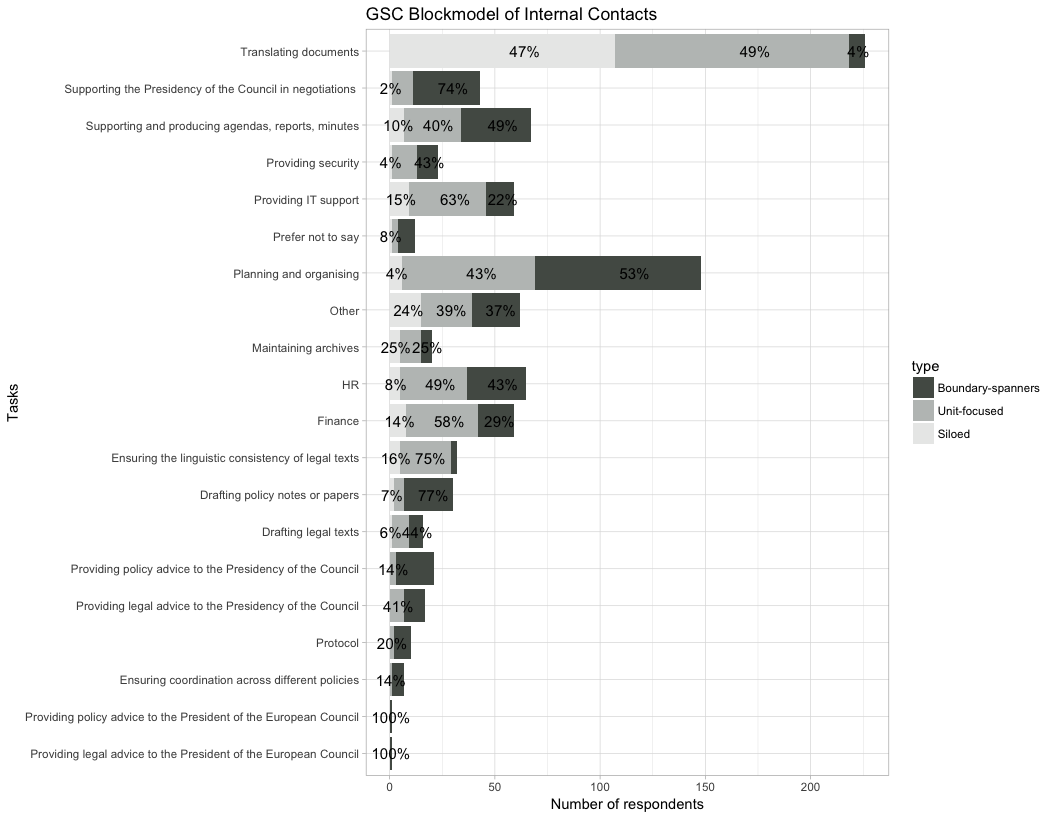 GSC Blockmodel of Internal Contacts
Translating documents 47% 49% 4%
Supporting the Presidency of the Council in negotiations 2% 74%
Supporting and producing agendas, reports, minutes 10% 40% 49%
Providing security 4% 43%
Providing IT support 15% 63% 22%
Prefer not to say 8%
Planning and organising 4% 43% 53%
Other 24% 39% 37%
Maintaining archives 25% 25%
HR 8% 49% 43%
Finance 14% 58% 29%
Ensuring the linguistic consistency of legal texts 16% 75%
Drafting policy notes or papers 7% 77%
Drafting legal texts 6% 44%
Providing policy advice to the Presidency of the Council 14%
Providing legal advice to the Presidency of the Council 41%
Protocol 20%
Ensuring coordination across different policies 14%
Providing policy advice to the President of the European Council 100%
Providing legal advice to the President of the European Council 100%
0 50 100 150 200
Number of respondents
Tasks
type
Boundary-spanners
Unit-focused
Siloed